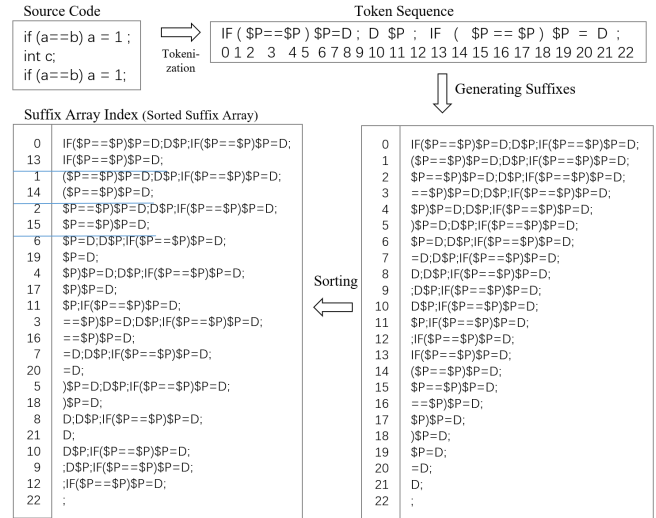 Source Code
if (a==b) a = 1 ;
int c;
if (a==b) a = 1;
Tokeni-
zation
Token Sequence
IF ( $P==$P ) $P=D ; D $P ; IF ( $P == $P ) $P = D ;
0 1 2 3 4 5 6 7 8 9 10 11 12 13 14 15 16 17 18 19 20 21 22
Generating Suffixes
Suffix Array Index (Sorted Suffix Array)
0 IF($P==$P)$P=D;D$P;IF($P==$P)$P=D;
13 IF($P==$P)$P=D;
1 ($P==$P)$P=D;D$P;IF($P==$P)$P=D;
14 ($P==$P)$P=D;
2 $P==$P)$P=D;D$P;IF($P==$P)$P=D;
15 $P==$P)$P=D;
6 $P=D;D$P;IF($P==$P)$P=D;
19 $P=D;
4 $P)$P=D;D$P;IF($P==$P)$P=D;
17 $P)$P=D;
11 $P;IF($P==$P)$P=D;
3 ==$P)$P=D;D$P;IF($P==$P)$P=D;
16 ==$P)$P=D;
7 =D;D$P;IF($P==$P)$P=D;
20 =D;
5 )$P=D;D$P;IF($P==$P)$P=D;
18 )$P=D;
8 D;D$P;IF($P==$P)$P=D;
21 D;
10 D$P;IF($P==$P)$P=D;
9 ;D$P;IF($P==$P)$P=D;
12 ;IF($P==$P)$P=D;
22 ;
Sorting
0 IF($P==$P)$P=D;D$P;IF($P==$P)$P=D;
1 ($P==$P)$P=D;D$P;IF($P==$P)$P=D;
2 $P==$P)$P=D;D$P;IF($P==$P)$P=D;
3 ==$P)$P=D;D$P;IF($P==$P)$P=D;
4 $P)$P=D;D$P;IF($P==$P)$P=D;
5 )$P=D;D$P;IF($P==$P)$P=D;
6 $P=D;D$P;IF($P==$P)$P=D;
7 =D;D$P;IF($P==$P)$P=D;
8 D;D$P;IF($P==$P)$P=D;
9 ;D$P;IF($P==$P)$P=D;
10 D$P;IF($P==$P)$P=D;
11 $P;IF($P==$P)$P=D;
12 ;IF($P==$P)$P=D;
13 IF($P==$P)$P=D;
14 ($P==$P)$P=D;
15 $P==$P)$P=D;
16 ==$P)$P=D;
17 $P)$P=D;
18 )$P=D;
19 $P=D;
20 =D;
21 D;
22 ;